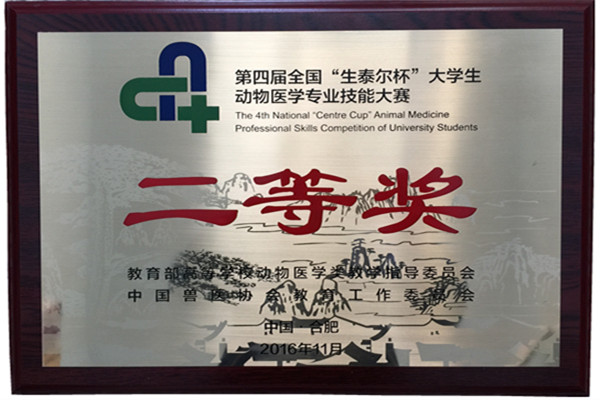 第四届全国“生泰尔杯”大学生
动物医学专业技能大赛
The 4th National "Centre Cup" Animal Medicine
Professional Skills Competition of University Students
二等奖
教育部高等学校动物医学类教学指导委员会
中国兽医协会教育工作委员会
中国·合肥
2016年11月